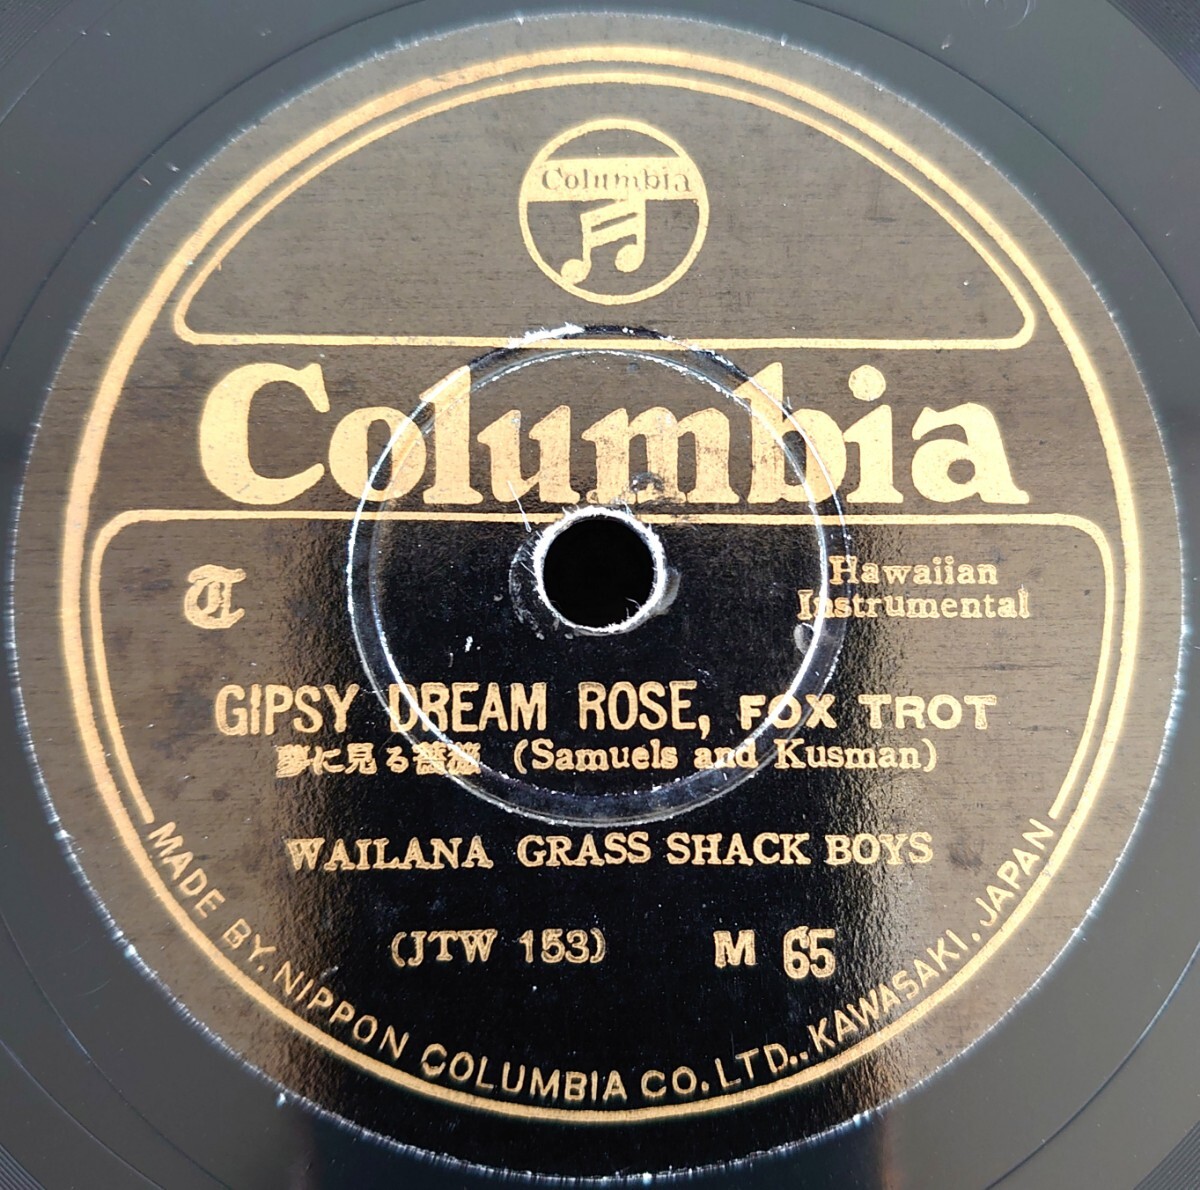 Columbia
Columbia
T
Hawaiian
Instrumental
GIPSY DREAM ROSE, FOX TROT
夢に見る薔薇 (Samuels and Kusman)
WAILANA GRASS SHACK BOYS
(JTW 153) M 65
MADE BY. NIPPON COLUMBIA CO. LTD., KAWASAKI, JAPAN